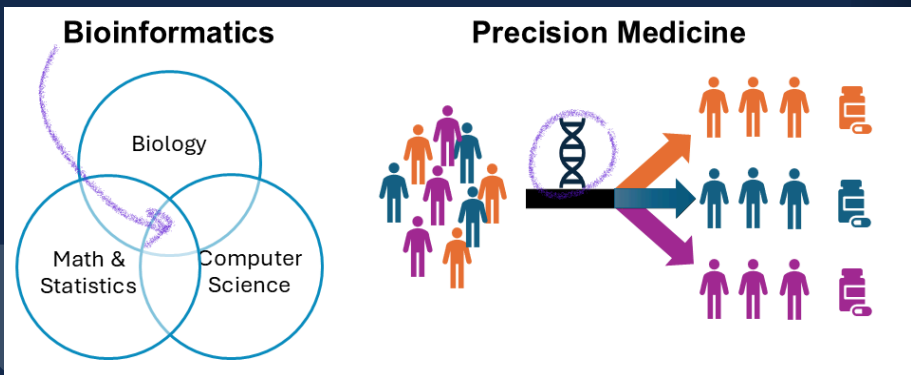 Bioinformatics
Precision Medicine
Biology
Math &
Statistics
Computer
Science